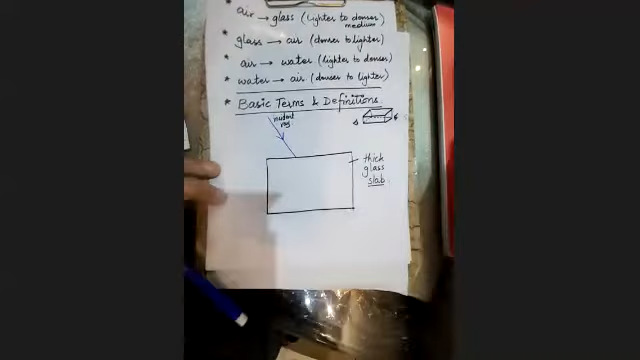 * air → glass (lighter to denser
medium)
* glass → air (denser to lighter)
* air → water (lighter to denser)
* water → air (denser to lighter)
* Basic Terms & Definitions.
incident
ray
thick
glass
slab